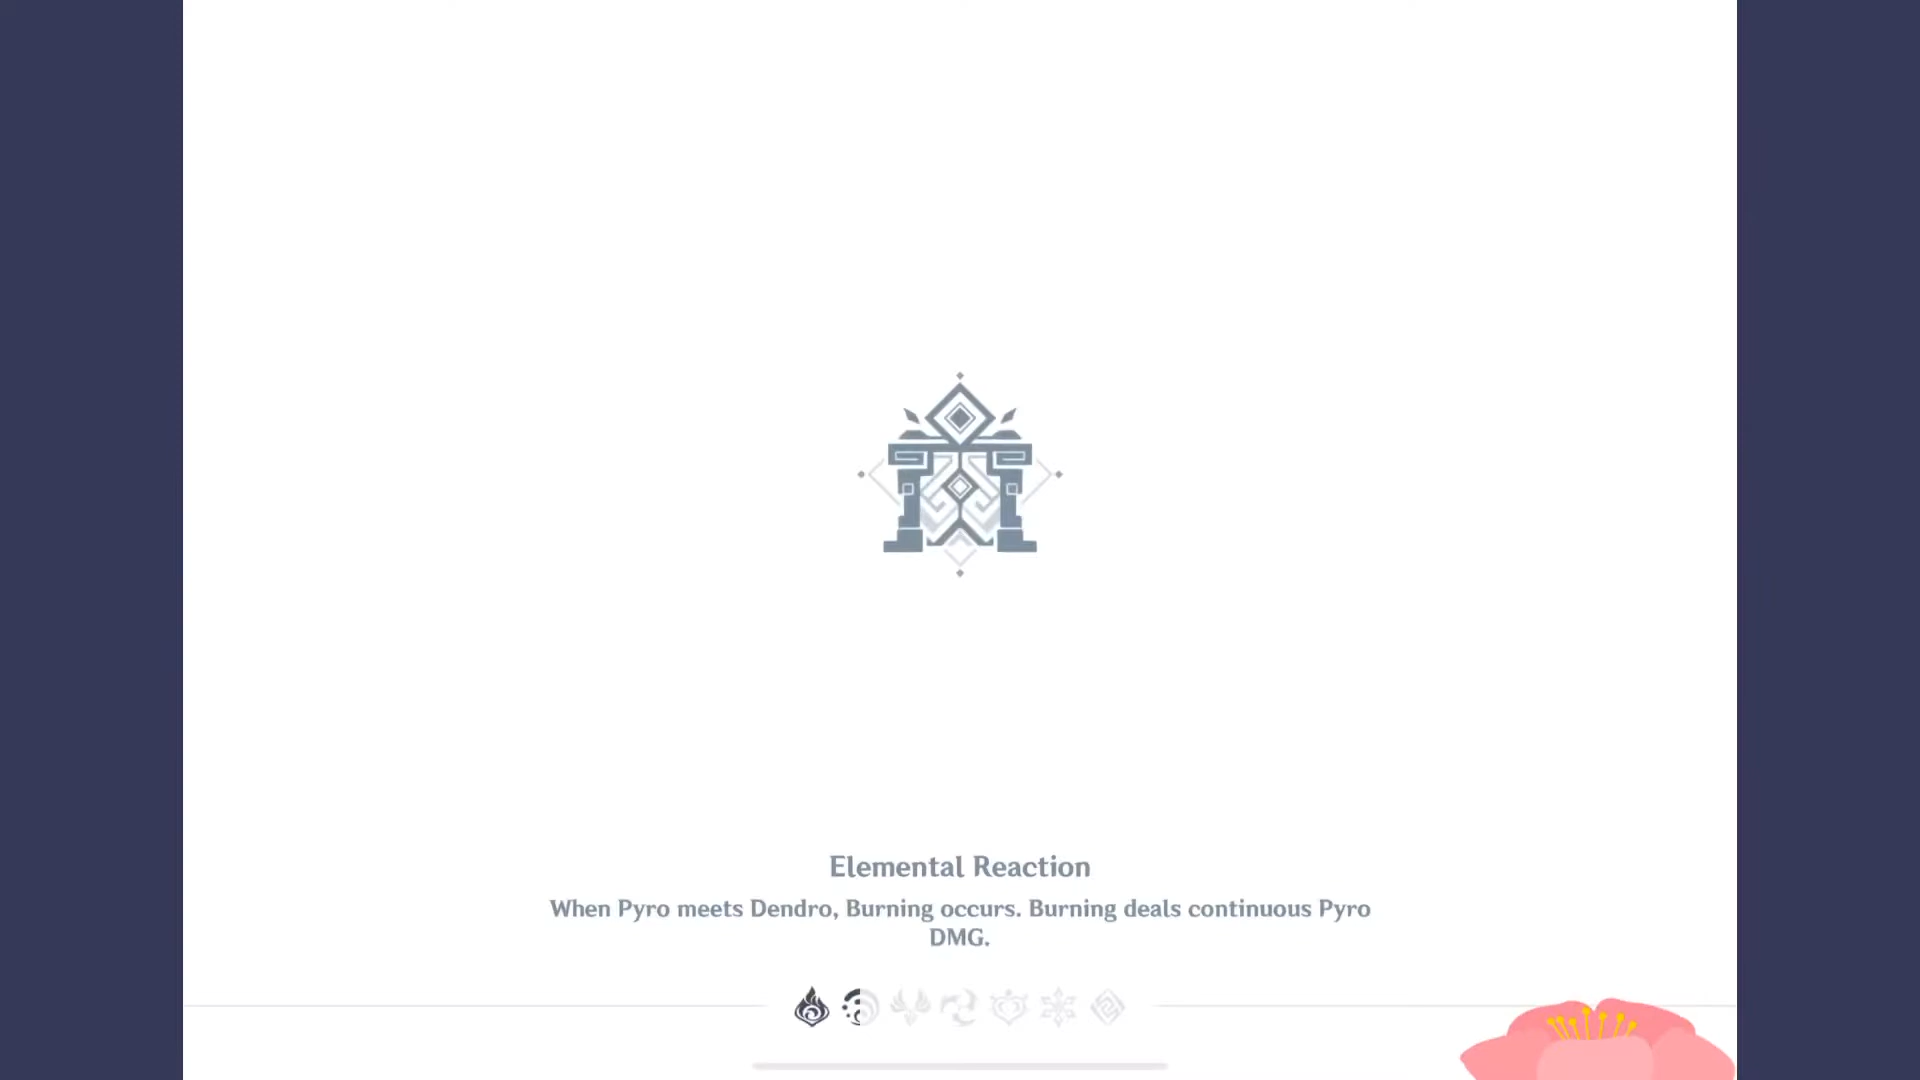 Elemental Reaction
When Pyro meets Dendro, Burning occurs. Burning deals continuous Pyro
DMG.